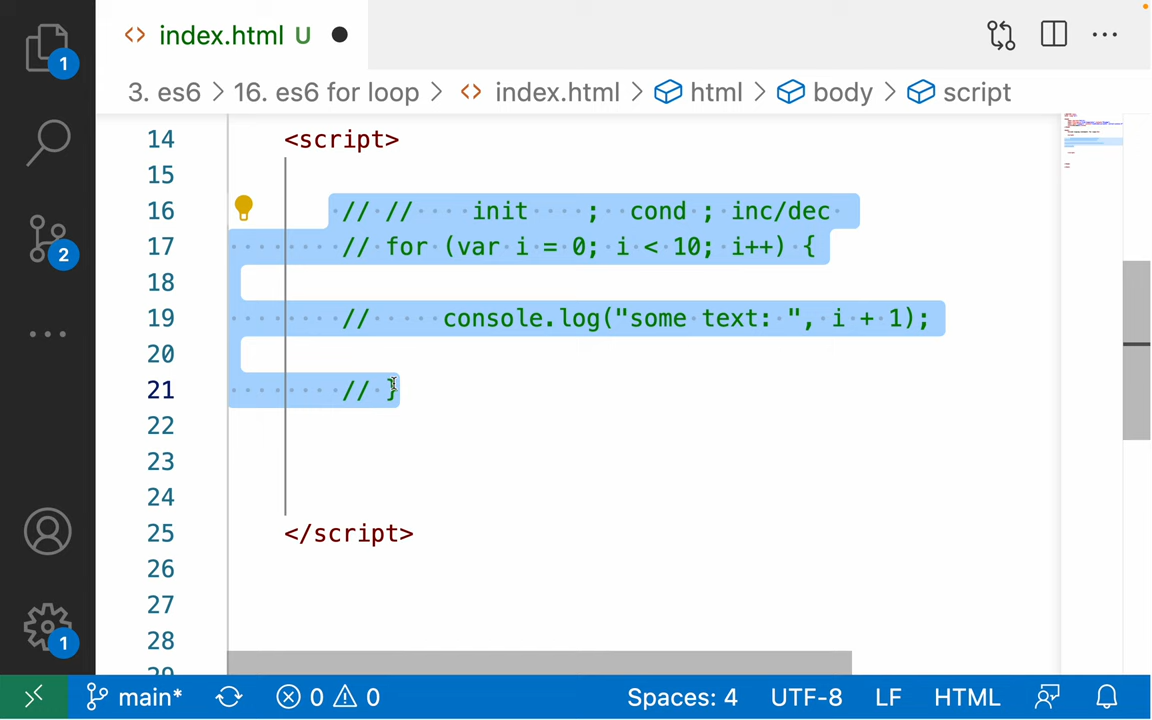 index.html U
3. es6 > 16. es6 for loop > index.html > html > body > script
14 <script>
15
16 // // init ; cond ; inc/dec
17 // for (var i = 0; i < 10; i++) {
18
19 // console.log("some text: ", i + 1);
20
21 // }
22
23
24
25 </script>
26
27
28
1
2
1
main* 0 0 Spaces: 4 UTF-8 LF HTML